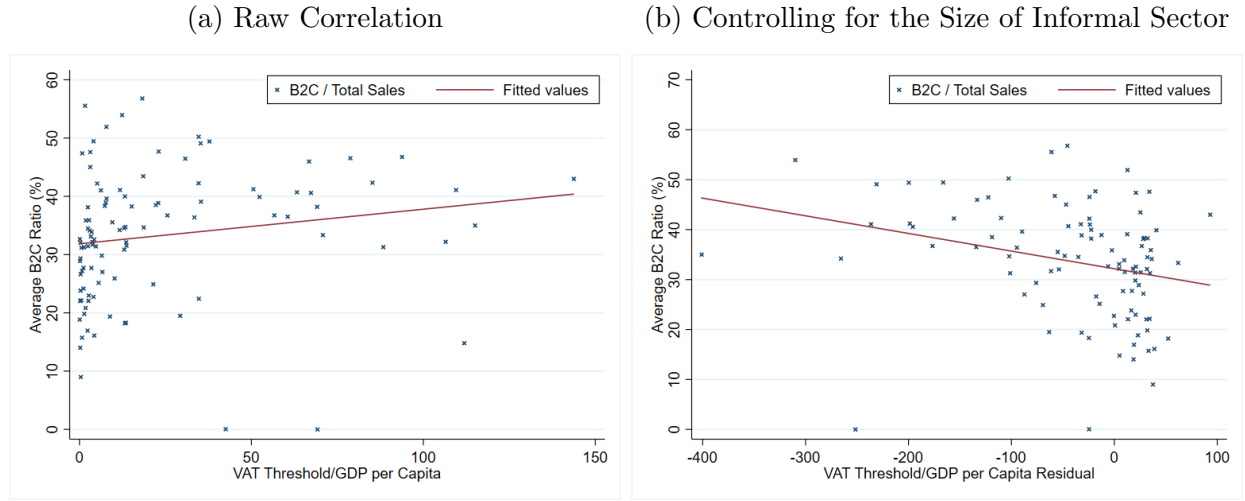 (a) Raw Correlation
(b) Controlling for the Size of Informal Sector
B2C / Total Sales
Fitted values
60
50
40
30
20
10
0
Average B2C Ratio (%)
0
50
100
150
VAT Threshold/GDP per Capita
B2C / Total Sales
Fitted values
70
60
50
40
30
20
10
0
Average B2C Ratio (%)
-400
-300
-200
-100
0
100
VAT Threshold/GDP per Capita Residual